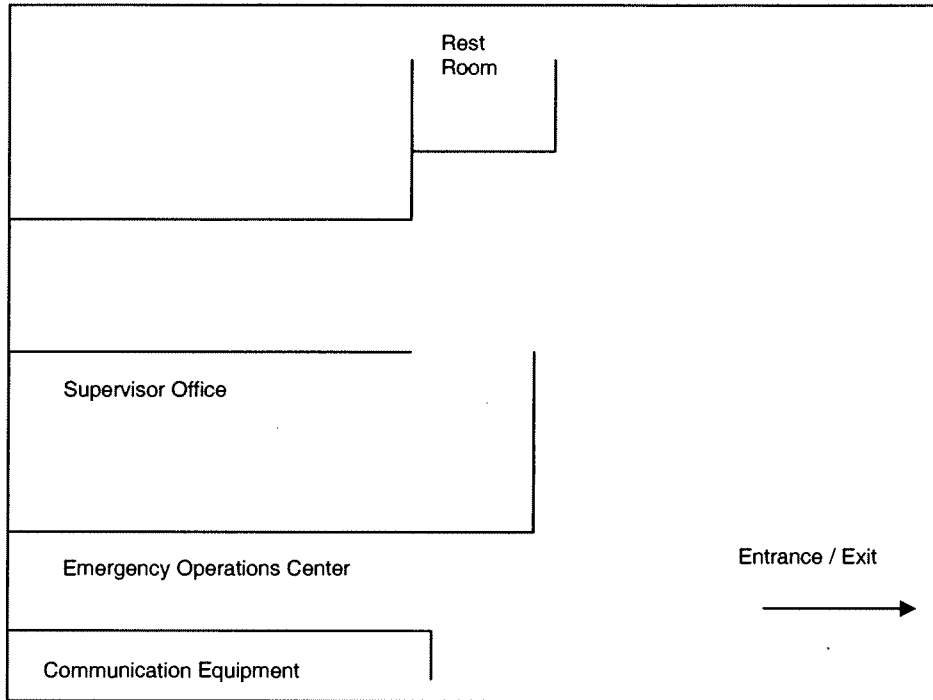 Rest
Room
Supervisor Office
Emergency Operations Center
Entrance / Exit
Communication Equipment